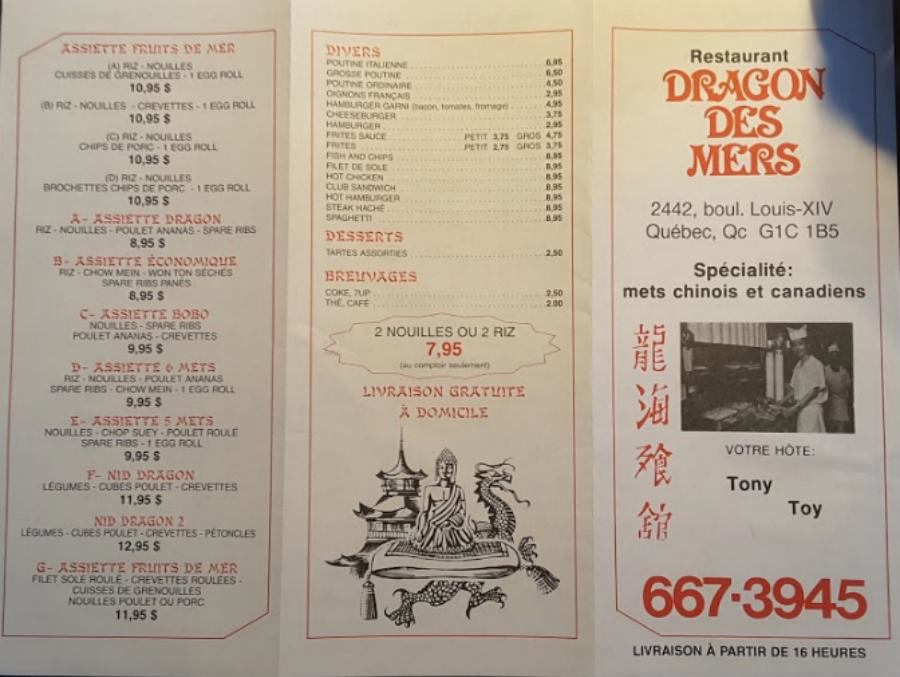 ASSIETTE FRUITS DE MER
(A) RIZ - NOUILLES
CUISSES DE GRENOUILLES - 1 EGG ROLL
10,95 $
(B) RIZ - NOUILLES - CREVETTES - 1 EGG ROLL
10,95 $
(C) RIZ - NOUILLES
CHIPS DE PORC - 1 EGG ROLL
10,95 $
(D) RIZ - NOUILLES
BROCHETTES CHIPS DE PORC - 1 EGG ROLL
10,95 $
A- ASSIETTE DRAGON
RIZ - NOUILLES - POULET ANANAS - SPARE RIBS
8,95 $
B- ASSIETTE ÉCONOMIQUE
RIZ - CHOW MEIN - WON TON SÉCHÉS
SPARE RIBS PANÉS
8,95 $
C- ASSIETTE BOBO
NOUILLES - SPARE RIBS
POULET ANANAS - CREVETTES
9,95 $
D- ASSIETTE 6 METS
RIZ - NOUILLES - POULET ANANAS
SPARE RIBS - CHOW MEIN - 1 EGG ROLL
9,95 $
E- ASSIETTE 5 METS
NOUILLES - CHOP SUEY - POULET ROULÉ
SPARE RIBS - 1 EGG ROLL
9,95 $
F- NID DRAGON
LÉGUMES - CUBES POULET - CREVETTES
11,95 $
NID DRAGON 2
LÉGUMES - CUBES POULET - CREVETTES - PÉTONCLES
12,95 $
G- ASSIETTE FRUITS DE MER
FILET SOLE ROULÉ - CREVETTES ROULÉES -
CUISSES DE GRENOUILLES
NOUILLES POULET OU PORC
11,95 $
DIVERS
POUTINE ITALIENNE 6,95
GROSSE POUTINE 6,50
POUTINE ORDINAIRE 4,50
OIGNONS FRANÇAIS 2,95
HAMBURGER GARNI (bacon, tomates, fromage) 4,95
CHEESEBURGER 3,75
HAMBURGER 2,95
FRITES SAUCE PETIT 3,75 GROS 4,75
FRITES PETIT 2,75 GROS 3,75
FISH AND CHIPS 8,95
FILET DE SOLE 8,95
HOT CHICKEN 8,95
CLUB SANDWICH 8,95
HOT HAMBURGER 8,95
STEAK HACHÉ 8,95
SPAGHETTI 8,95
DESSERTS
TARTES ASSORTIES 2,50
BREUVAGES
COKE, 7UP 2,50
THÉ, CAFÉ 2.00
2 NOUILLES OU 2 RIZ
7,95
(au comptoir seulement)
LIVRAISON GRATUITE
À DOMICILE
Restaurant
DRAGON
DES
MERS
2442, boul. Louis-XIV
Québec, Qc G1C 1B5
Spécialité:
mets chinois et canadiens
龍
海
飱
舘
VOTRE HÔTE:
Tony
Toy
667-3945
LIVRAISON À PARTIR DE 16 HEURES